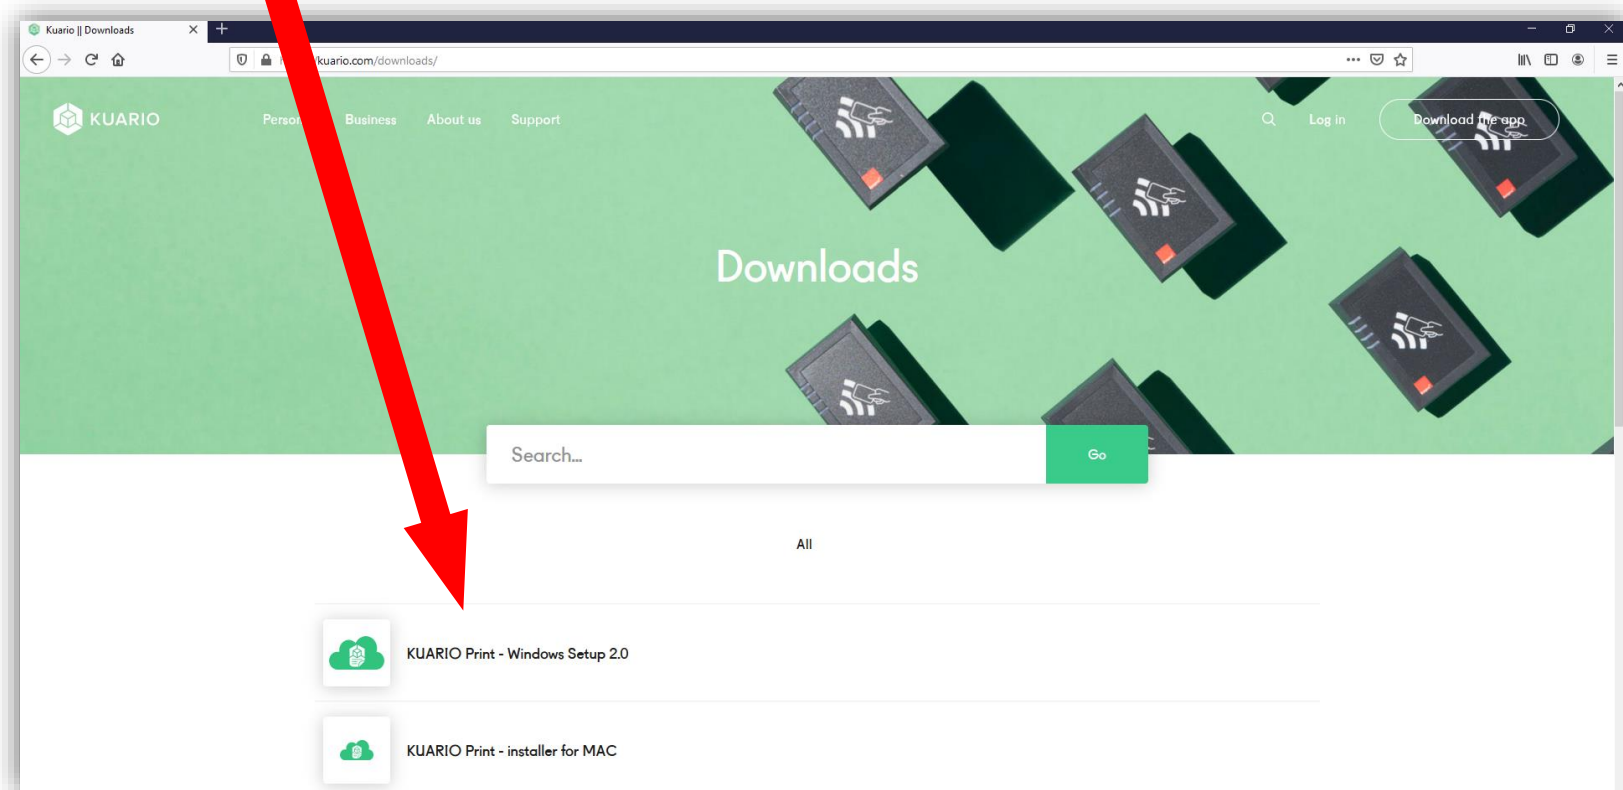 Kuario || Downloads
kuario.com/downloads/
KUARIO
Business About us Support
Log in
Download the app
Downloads
Search...
Go
All
KUARIO Print - Windows Setup 2.0
KUARIO Print - installer for MAC